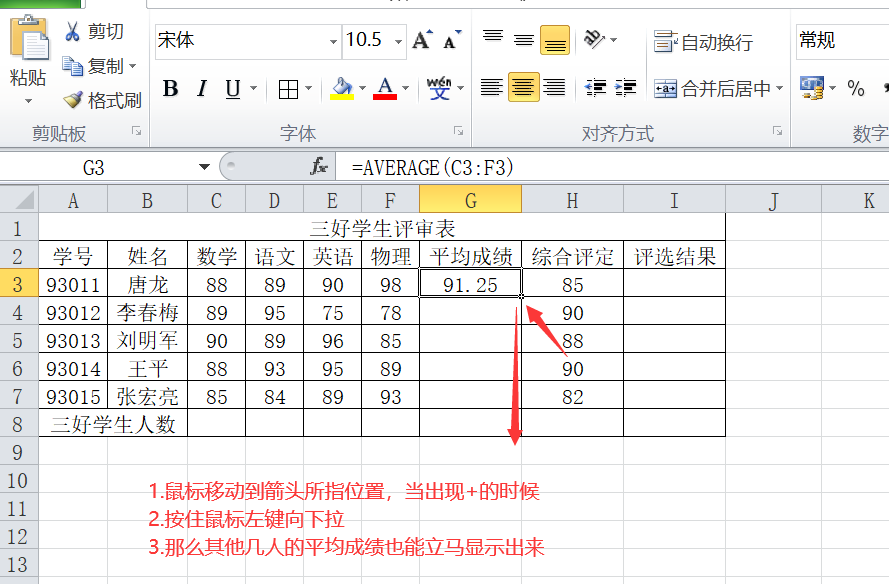 剪切
宋体 10.5 A A 自动换行 常规
粘贴 复制
B I U A wén 文 合并后居中 %
格式刷
剪贴板 字体 对齐方式 数字
G3 fx =AVERAGE(C3:F3)
A B C D E F G H I J K
1 三好学生评审表
2 学号 姓名 数学 语文 英语 物理 平均成绩 综合评定 评选结果
3 93011 唐龙 88 89 90 98 91.25 85
4 93012 李春梅 89 95 75 78 90
5 93013 刘明军 90 89 96 85 88
6 93014 王平 88 93 95 89 90
7 93015 张宏亮 85 84 89 93 82
8 三好学生人数
9
10
11
12
13
1.鼠标移动到箭头所指位置，当出现+的时候
2.按住鼠标左键向下拉
3.那么其他几人的平均成绩也能立马显示出来